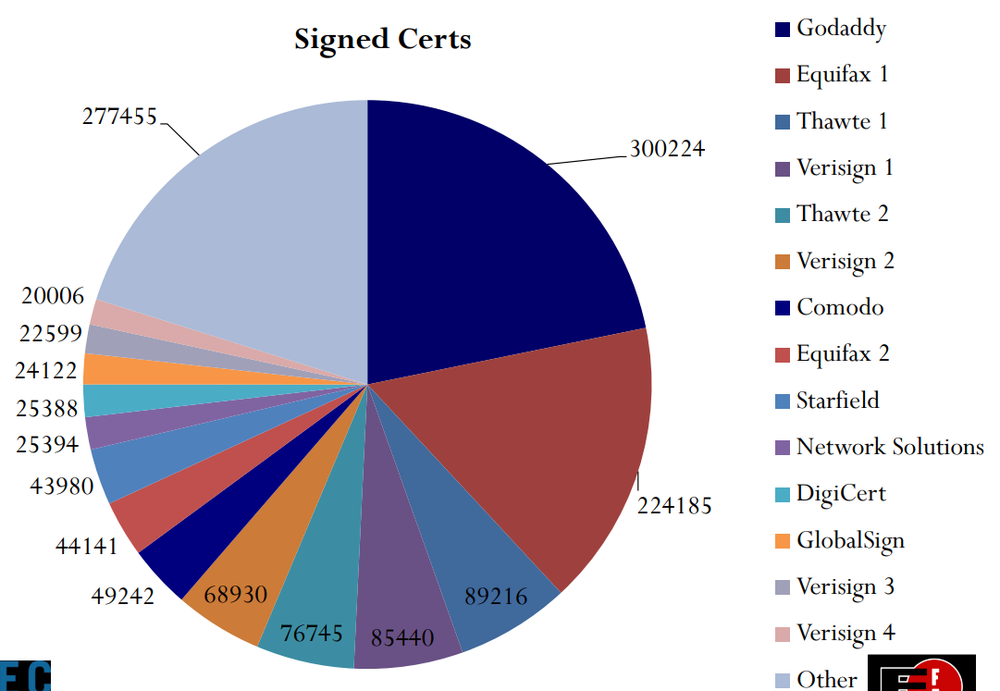 Signed Certs
277455
300224
20006
22599
24122
25388
25394
43980
44141
49242
68930
76745
85440
89216
224185
Godaddy
Equifax 1
Thawte 1
Verisign 1
Thawte 2
Verisign 2
Comodo
Equifax 2
Starfield
Network Solutions
DigiCert
GlobalSign
Verisign 3
Verisign 4
Other